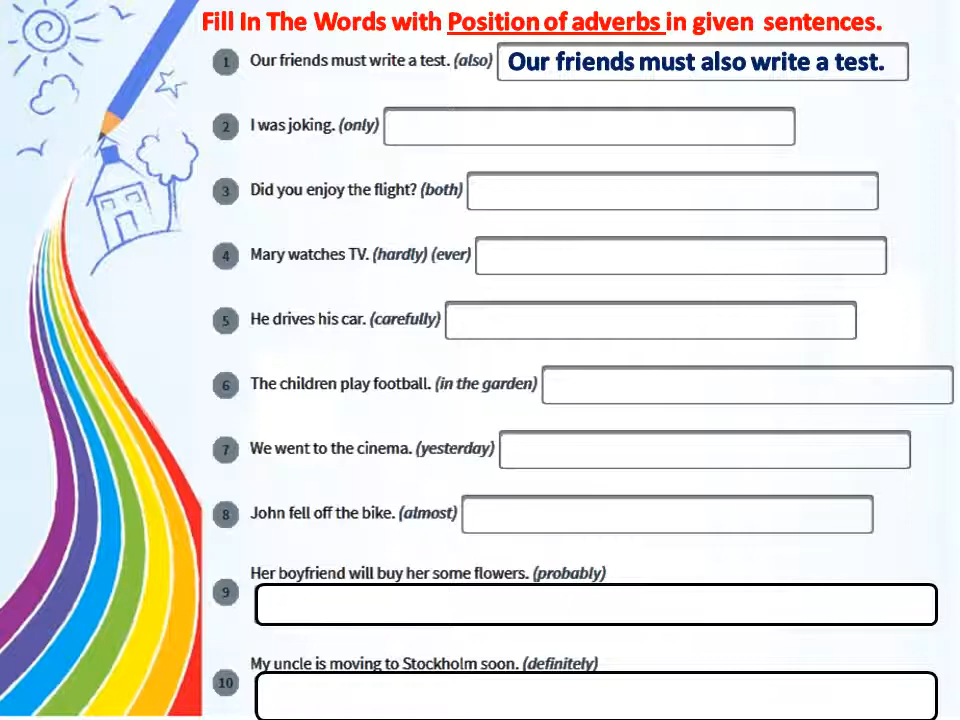 Fill In The Words with Position of adverbs in given sentences.
1 Our friends must write a test. (also) Our friends must also write a test.
2 I was joking. (only)
3 Did you enjoy the flight? (both)
4 Mary watches TV. (hardly) (ever)
5 He drives his car. (carefully)
6 The children play football. (in the garden)
7 We went to the cinema. (yesterday)
8 John fell off the bike. (almost)
Her boyfriend will buy her some flowers. (probably)
9
My uncle is moving to Stockholm soon. (definitely)
10